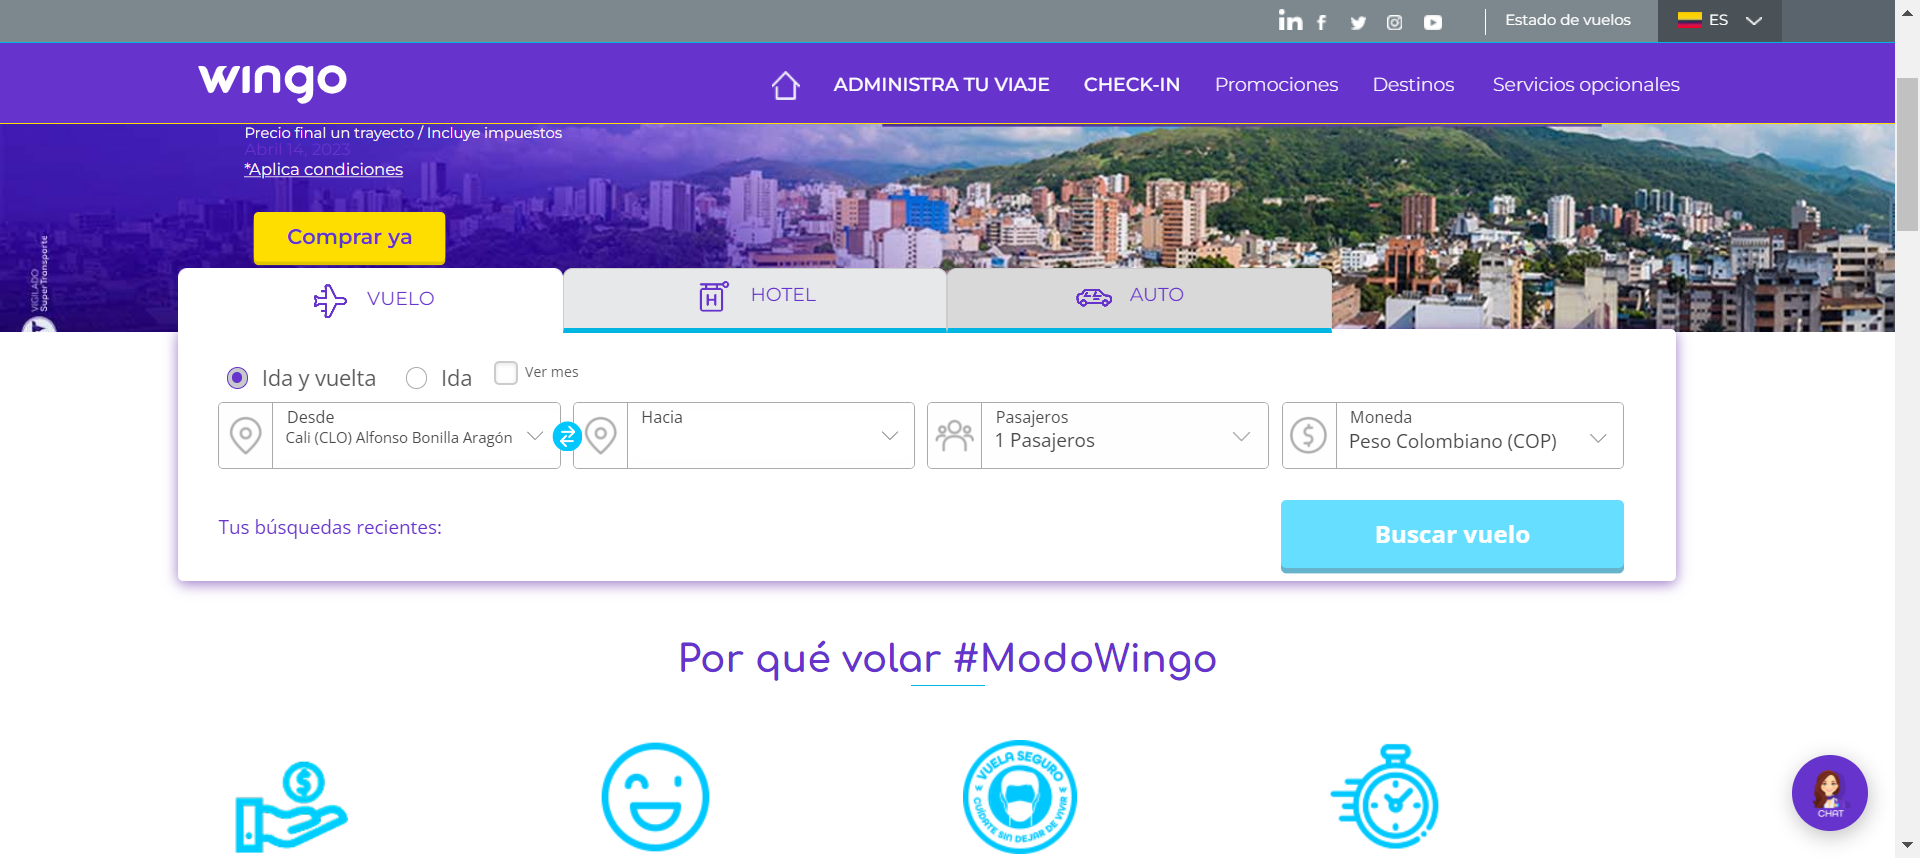 Estado de vuelos
ES
wingo
ADMINISTRA TU VIAJE
CHECK-IN
Promociones
Destinos
Servicios opcionales
Precio final un trayecto / Incluye impuestos
Abril 14, 2023
*Aplica condiciones
Comprar ya
VIGILADO
SuperTransporte
VUELO
HOTEL
AUTO
Ida y vuelta
Ida
Ver mes
Desde
Cali (CLO) Alfonso Bonilla Aragón
Hacia
Pasajeros
1 Pasajeros
Moneda
Peso Colombiano (COP)
Tus búsquedas recientes:
Buscar vuelo
Por qué volar #ModoWingo
VUELA SEGURO
CUÍDATE SIN DEJAR DE VIVIR
CHAT